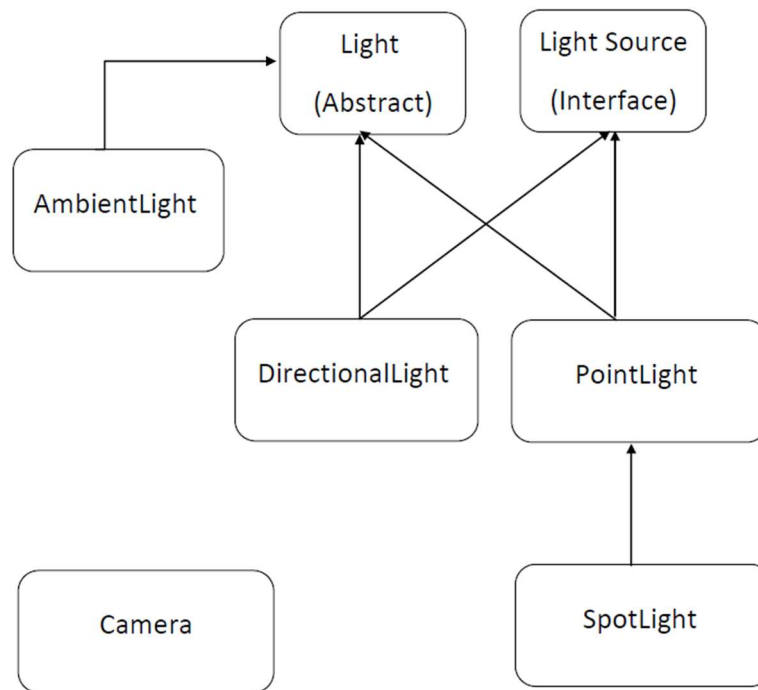 Light
(Abstract)
Light Source
(Interface)
AmbientLight
DirectionalLight
PointLight
Camera
SpotLight